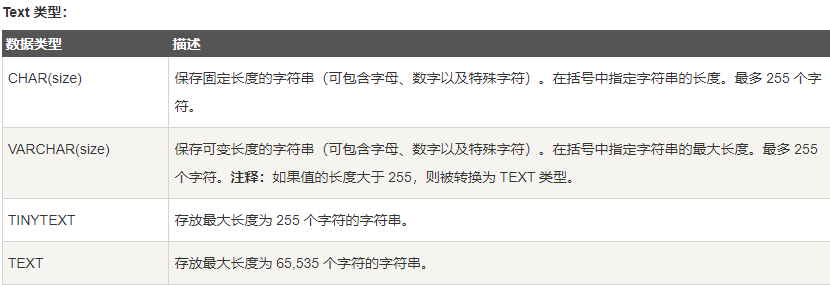 Text 类型：
数据类型 描述
CHAR(size) 保存固定长度的字符串（可包含字母、数字以及特殊字符）。在括号中指定字符串的长度。最多 255 个字
符。
VARCHAR(size) 保存可变长度的字符串（可包含字母、数字以及特殊字符）。在括号中指定字符串的最大长度。最多 255
个字符。注释：如果值的长度大于 255，则被转换为 TEXT 类型。
TINYTEXT 存放最大长度为 255 个字符的字符串。
TEXT 存放最大长度为 65,535 个字符的字符串。